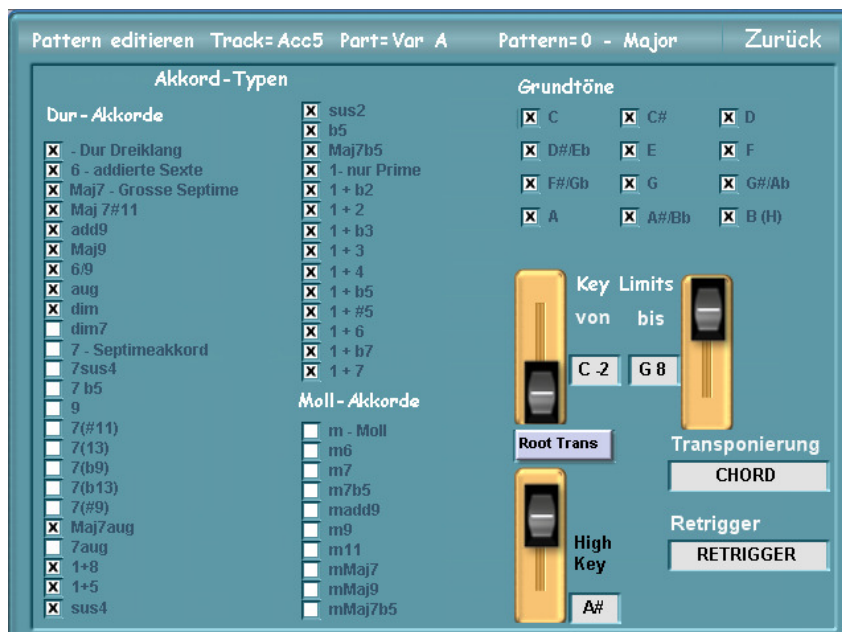 Pattern editieren Track=Acc5 Part=Var A Pattern=0 - Major Zurück
Akkord-Typen
Dur-Akkorde
- Dur Dreiklang
6 - addierte Sexte
Maj7 - Grosse Septime
Maj 7#11
add9
Maj9
6/9
aug
dim
dim7
7 - Septimeakkord
7sus4
7 b5
9
7(#11)
7(13)
7(b9)
7(b13)
7(#9)
Maj7aug
7aug
1+8
1+5
sus4
sus2
b5
Maj7b5
1- nur Prime
1 + b2
1 + 2
1 + b3
1 + 3
1 + 4
1 + b5
1 + #5
1 + 6
1 + b7
1 + 7
Moll-Akkorde
m - Moll
m6
m7
m7b5
madd9
m9
m11
mMaj7
mMaj9
mMaj7b5
Grundtöne
C C# D
D#/Eb E F
F#/Gb G G#/Ab
A A#/Bb B (H)
Key Limits
von bis
C -2 G 8
Root Trans
High
Key
A#
Transponierung
CHORD
Retrigger
RETRIGGER